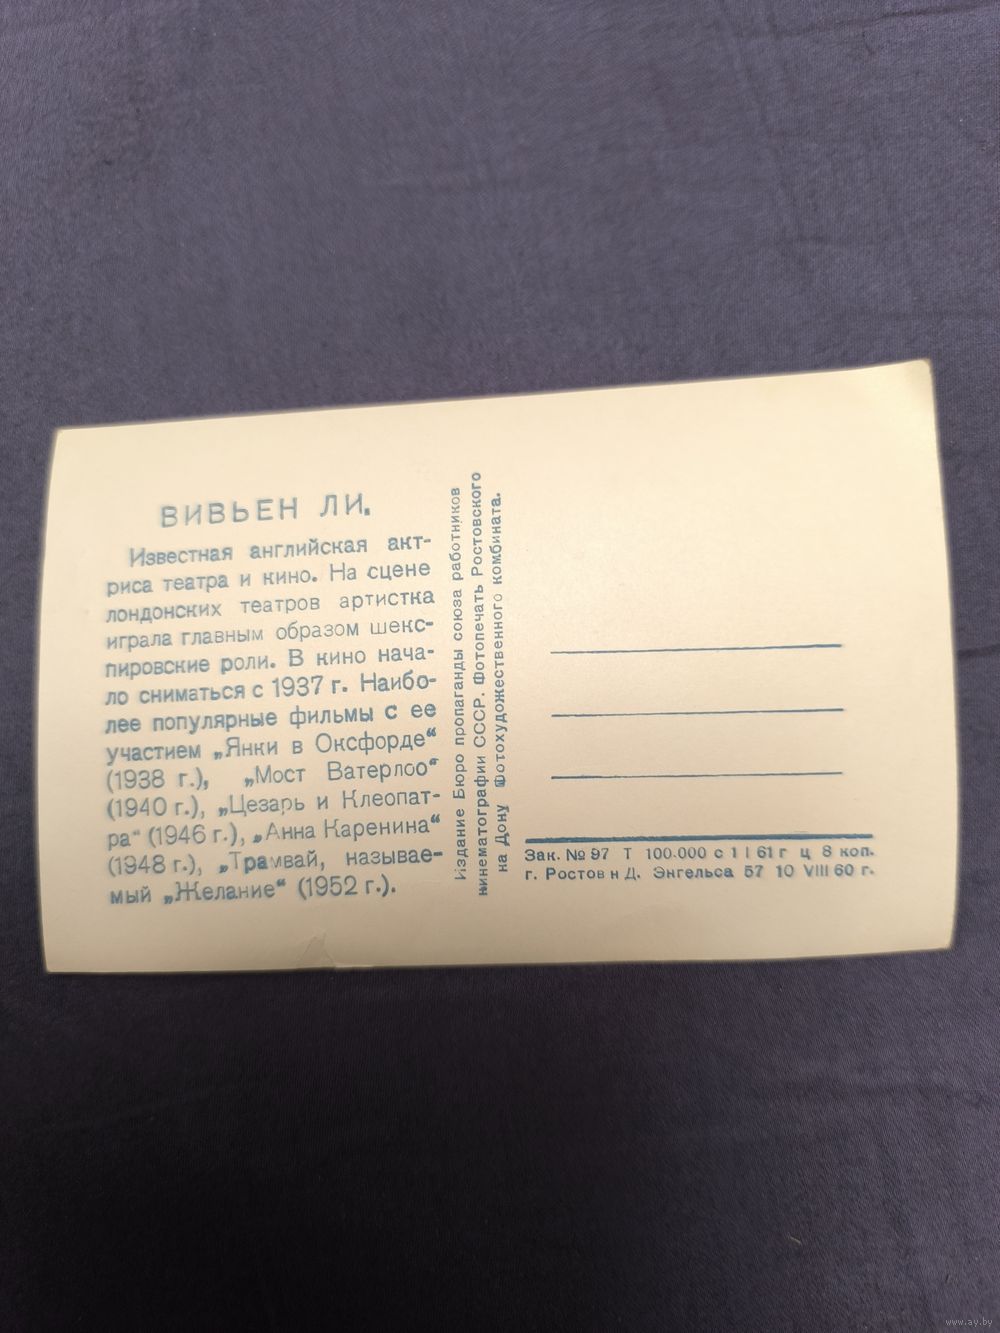 ВИВЬЕН ЛИ.
Известная английская акт-
риса театра и кино. На сцене
лондонских театров артистка
играла главным образом шекс-
пировские роли. В кино нача-
ло сниматься с 1937 г. Наибо-
лее популярные фильмы с ее
участием „Янки в Оксфорде“
(1938 г.), „Мост Ватерлоо“
(1940 г.), „Цезарь и Клеопат-
ра“ (1946 г.), „Анна Каренина“
(1948 г.), „Трамвай, называе-
мый „Желание“ (1952 г.).
Издание Бюро пропаганды союза работников
кинематографии СССР. Фотопечать Ростовского
на Дону Фотохудожественного комбината.
Зак. № 97 Т 100.000 с 1 I 61 г ц 8 коп.
г. Ростов н Д. Энгельса 57 10 VIII 60 г.
www.ay.by